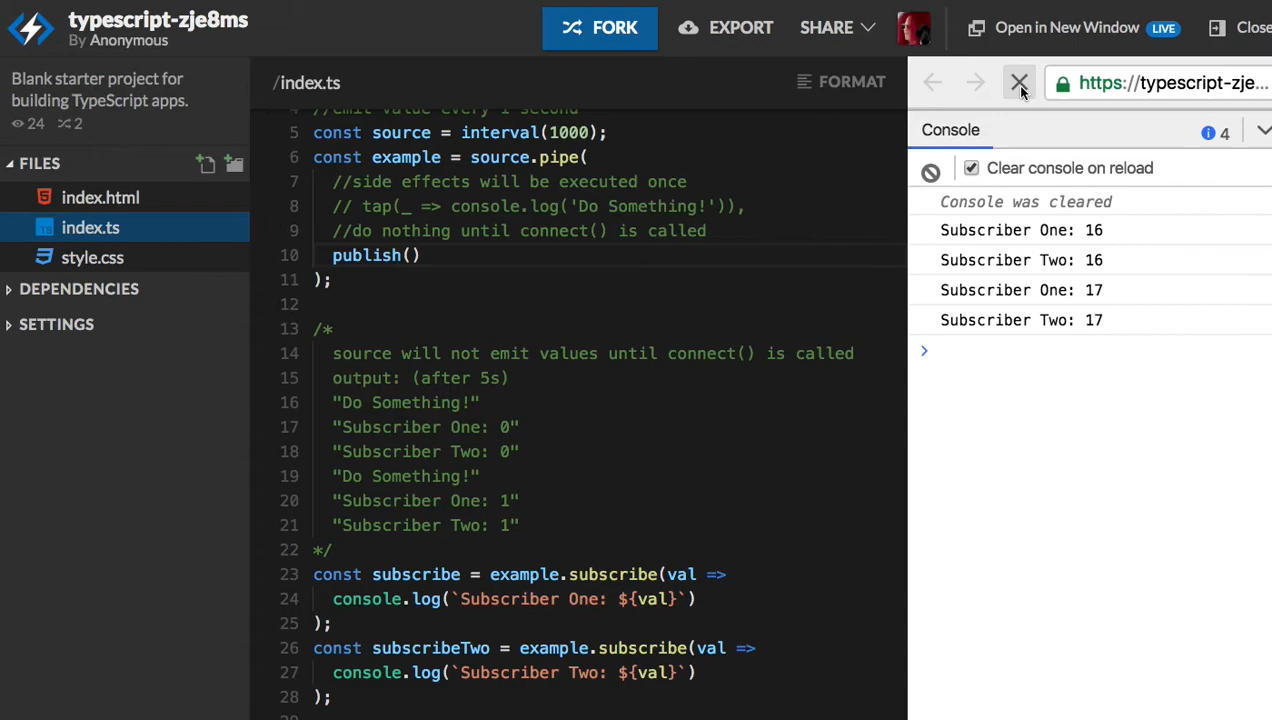 typescript-zje8ms
By Anonymous
FORK
EXPORT
SHARE
Open in New Window LIVE
Close
Blank starter project for
building TypeScript apps.
24 2
FILES
index.html
index.ts
style.css
DEPENDENCIES
SETTINGS
/index.ts
FORMAT
//emit value every 1 second
5 const source = interval(1000);
6 const example = source.pipe(
7 //side effects will be executed once
8 // tap(_ => console.log('Do Something!')),
9 //do nothing until connect() is called
10 publish()
11 );
12
13 /*
14 source will not emit values until connect() is called
15 output: (after 5s)
16 "Do Something!"
17 "Subscriber One: 0"
18 "Subscriber Two: 0"
19 "Do Something!"
20 "Subscriber One: 1"
21 "Subscriber Two: 1"
22 */
23 const subscribe = example.subscribe(val =>
24 console.log(`Subscriber One: ${val}`)
25 );
26 const subscribeTwo = example.subscribe(val =>
27 console.log(`Subscriber Two: ${val}`)
28 );
https://typescript-zje...
Console
4
Clear console on reload
Console was cleared
Subscriber One: 16
Subscriber Two: 16
Subscriber One: 17
Subscriber Two: 17